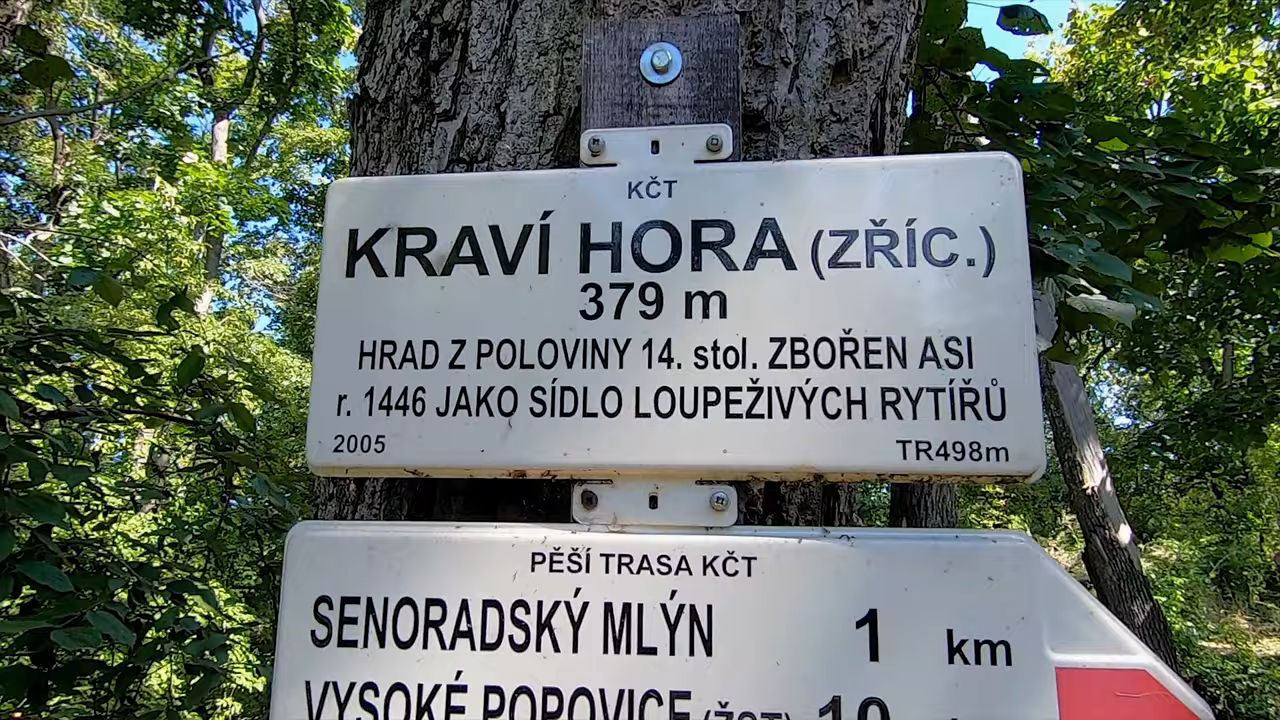 KČT
KRAVÍ HORA (ZŘÍC.)
379 m
HRAD Z POLOVINY 14. stol. ZBOŘEN ASI
r. 1446 JAKO SÍDLO LOUPEŽIVÝCH RYTÍŘŮ
2005 TR498m
PĚŠÍ TRASA KČT
SENORADSKÝ MLÝN 1 km
VYSOKÉ POPOVICE (ŽST)